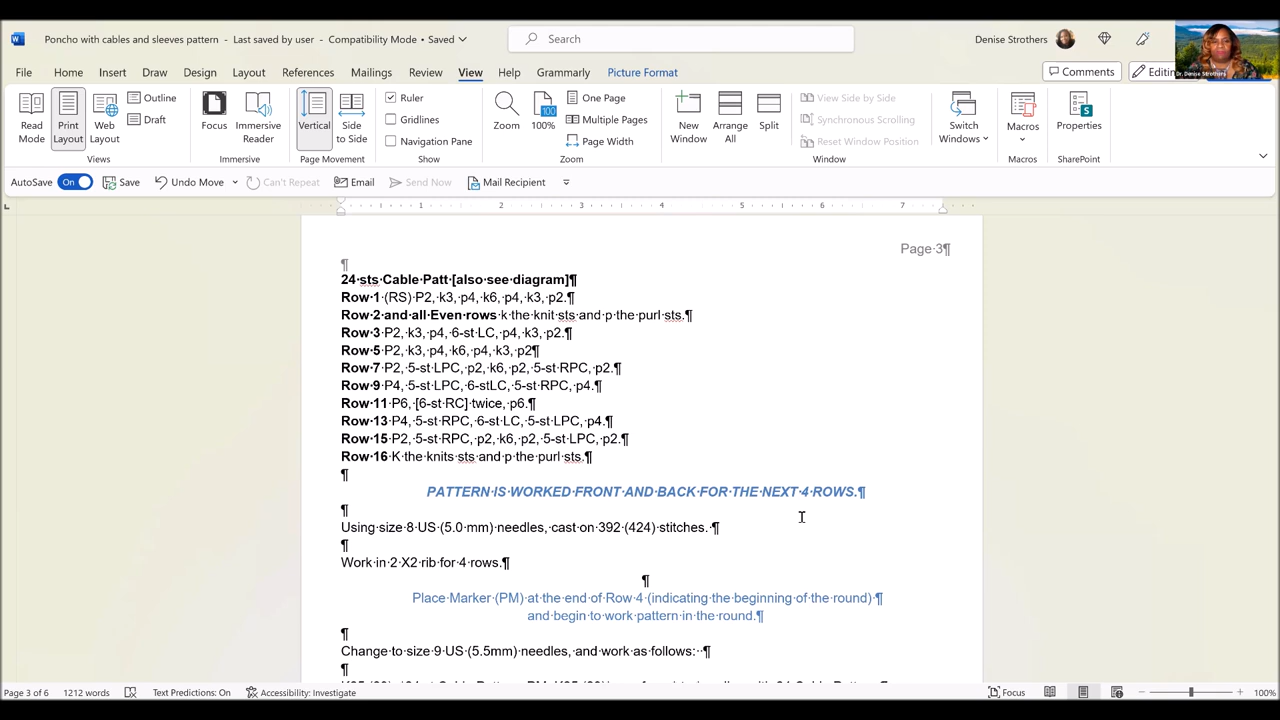 Poncho with cables and sleeves pattern - Last saved by user - Compatibility Mode • Saved
Search
Denise Strothers
Dr. Denise Strothers
File Home Insert Draw Design Layout References Mailings Review View Help Grammarly Picture Format
Comments
Editin
Read Mode
Print Layout
Web Layout
Outline
Draft
Views
Focus
Immersive Reader
Immersive
Vertical
Side to Side
Page Movement
Ruler
Gridlines
Navigation Pane
Show
Zoom
100
100%
One Page
Multiple Pages
Page Width
Zoom
New Window
Arrange All
Split
View Side by Side
Synchronous Scrolling
Reset Window Position
Window
Switch Windows
Macros
Macros
Properties
SharePoint
AutoSave On Save Undo Move Can't Repeat Email Send Now Mail Recipient
1 2 3 4 5 6 7
Page·3¶
¶
24·sts·Cable·Patt·[also·see·diagram]¶
Row·1·(RS)·P2,·k3,·p4,·k6,·p4,·k3,·p2.¶
Row·2·and·all·Even·rows·k·the·knit·sts·and·p·the·purl·sts.¶
Row·3·P2,·k3,·p4,·6-st·LC,·p4,·k3,·p2.¶
Row·5·P2,·k3,·p4,·k6,·p4,·k3,·p2¶
Row·7·P2,·5-st·LPC,·p2,·k6,·p2,·5-st·RPC,·p2.¶
Row·9·P4,·5-st·LPC,·6-stLC,·5-st·RPC,·p4.¶
Row·11·P6,·[6-st·RC]·twice,·p6.¶
Row·13·P4,·5-st·RPC,·6-st·LC,·5-st·LPC,·p4.¶
Row·15·P2,·5-st·RPC,·p2,·k6,·p2,·5-st·LPC,·p2.¶
Row·16·K·the·knits·sts·and·p·the·purl·sts.¶
¶
PATTERN·IS·WORKED·FRONT·AND·BACK·FOR·THE·NEXT·4·ROWS.¶
¶
Using·size·8·US·(5.0·mm)·needles,·cast·on·392·(424)·stitches.·¶
¶
Work·in·2·X2·rib·for·4·rows.¶
¶
Place·Marker·(PM)·at·the·end·of·Row·4·(indicating·the·beginning·of·the·round)·¶
and·begin·to·work·pattern·in·the·round.¶
¶
Change·to·size·9·US·(5.5mm)·needles,·and·work·as·follows:··¶
¶
Page 3 of 6 1212 words Text Predictions: On Accessibility: Investigate Focus 100%